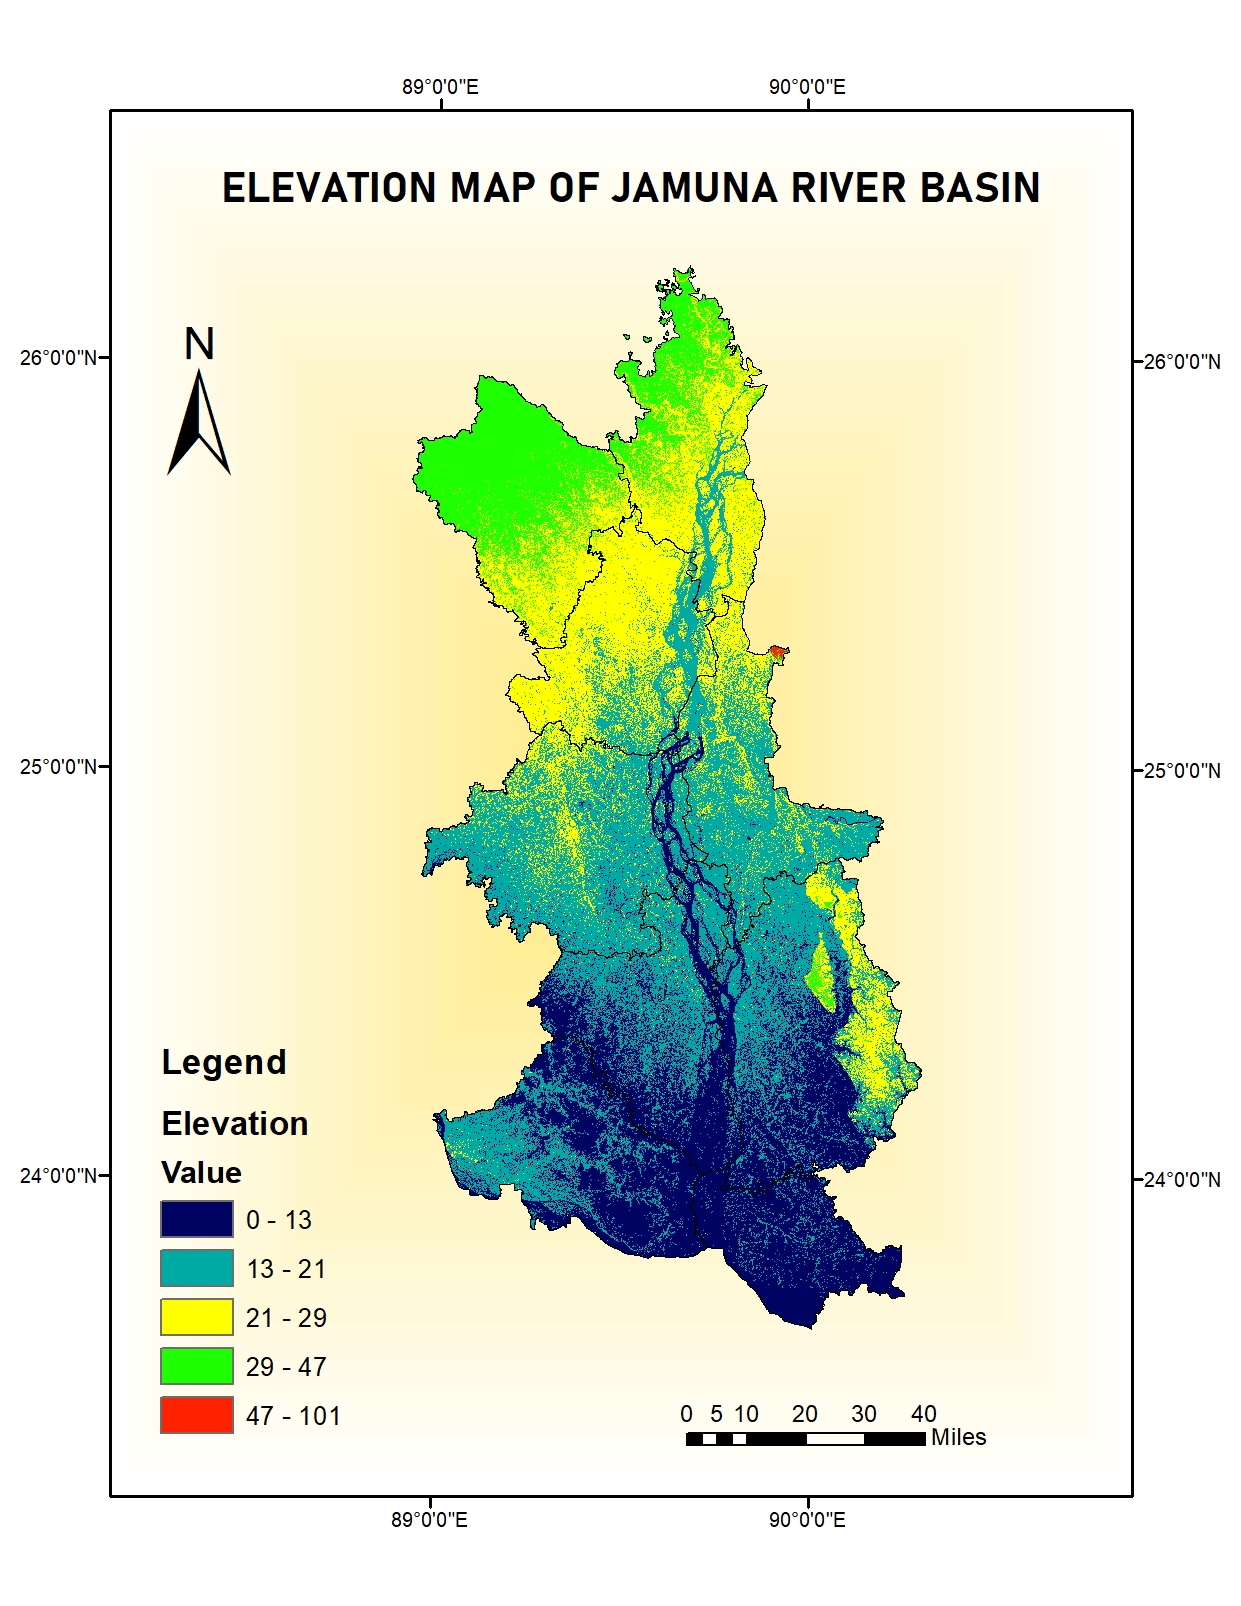 89°0'0"E 90°0'0"E
ELEVATION MAP OF JAMUNA RIVER BASIN
N
26°0'0"N 26°0'0"N
25°0'0"N 25°0'0"N
Legend
Elevation
Value
24°0'0"N 24°0'0"N
0 - 13
13 - 21
21 - 29
29 - 47
47 - 101
0 5 10 20 30 40
Miles
89°0'0"E 90°0'0"E